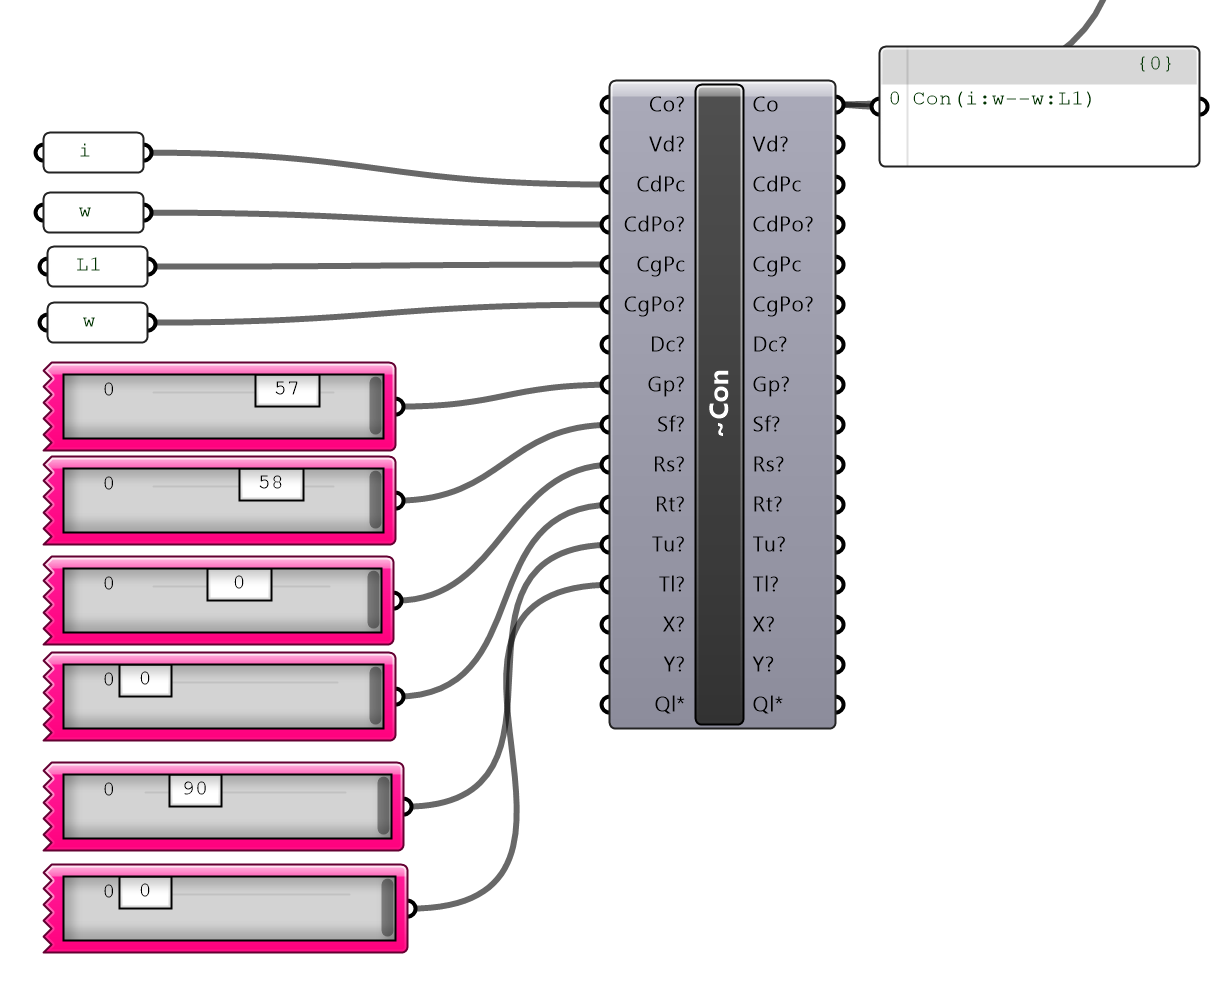 {0}
0 Con(i:w--w:L1)
i
w
L1
w
0 57
0 58
0 0
0 0
0 90
0 0
~Con
Co? Co
Vd? Vd?
CdPc CdPc
CdPo? CdPo?
CgPc CgPc
CgPo? CgPo?
Dc? Dc?
Gp? Gp?
Sf? Sf?
Rs? Rs?
Rt? Rt?
Tu? Tu?
Tl? Tl?
X? X?
Y? Y?
Ql* Ql*